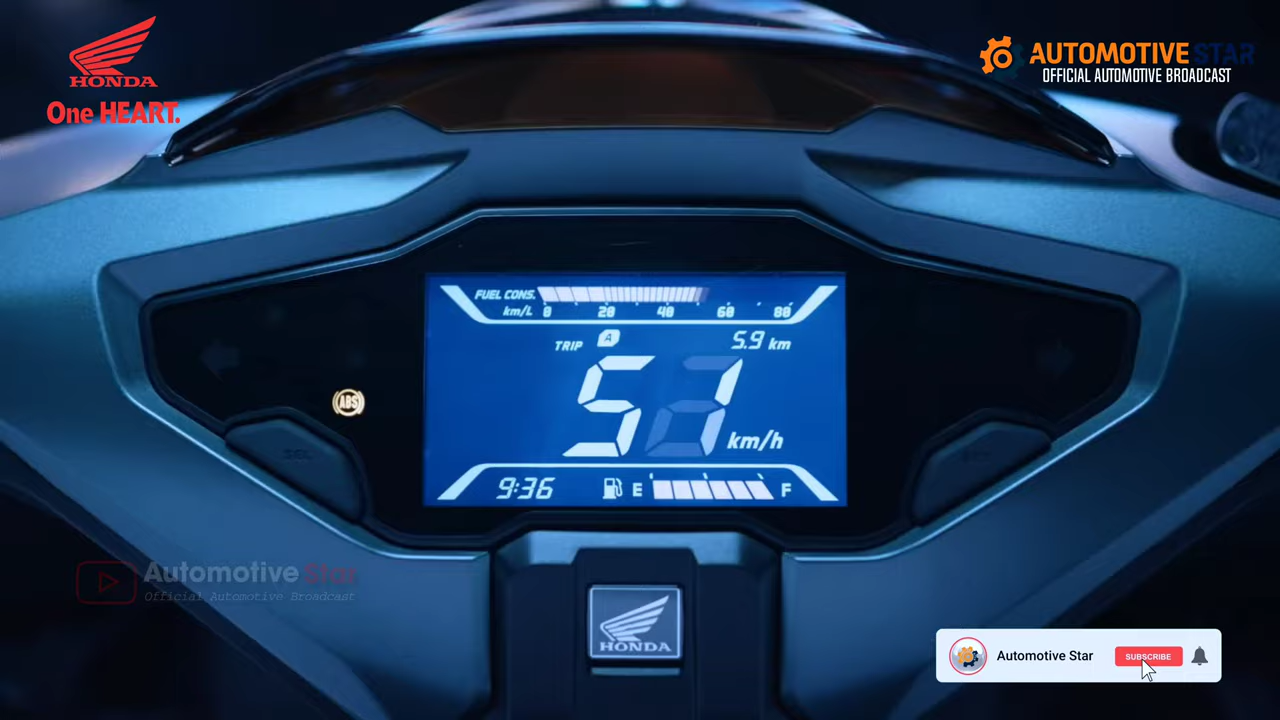 HONDA
One HEART.
AUTOMOTIVE STAR
OFFICIAL AUTOMOTIVE BROADCAST
FUEL CONS.
km/L 0 20 40 60 80
TRIP A 5.9 km
51 km/h
ABS
9:36 E F
Automotive Star
Official Automotive Broadcast
HONDA
Automotive Star SUBSCRIBE